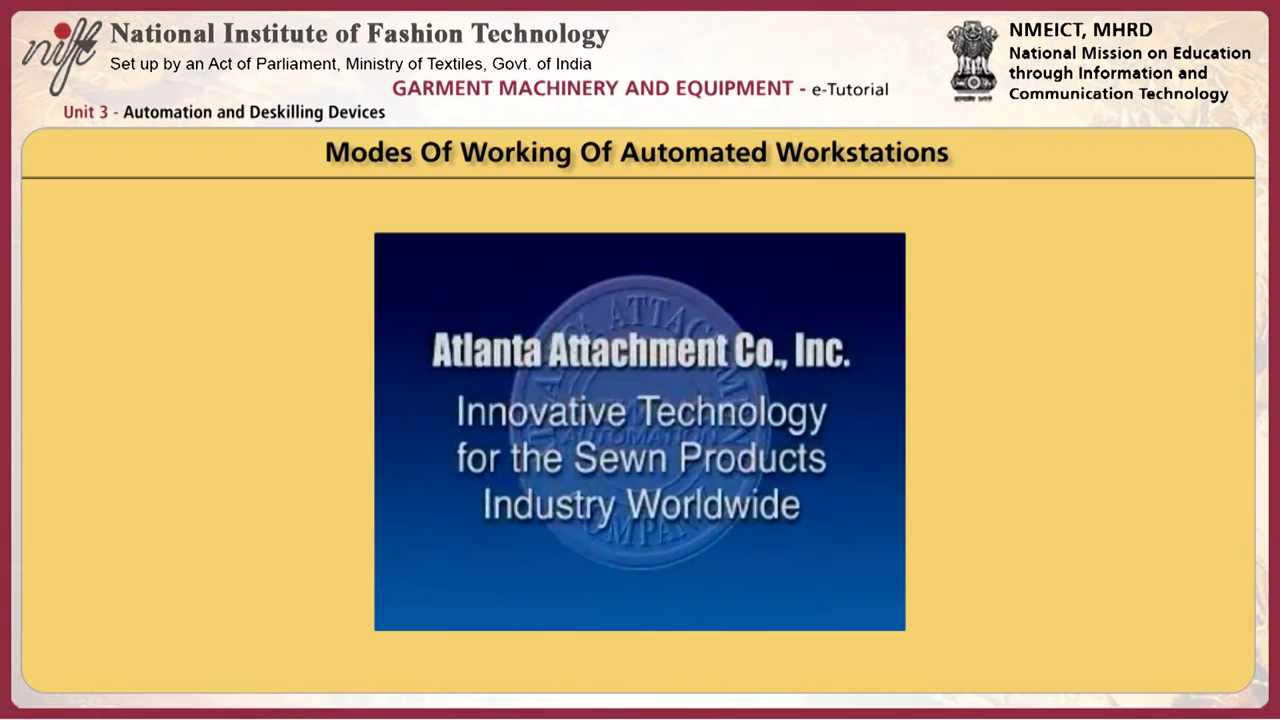 nift
National Institute of Fashion Technology
Set up by an Act of Parliament, Ministry of Textiles, Govt. of India
GARMENT MACHINERY AND EQUIPMENT - e-Tutorial
Unit 3 - Automation and Deskilling Devices
NMEICT, MHRD
National Mission on Education
through Information and
Communication Technology
Modes Of Working Of Automated Workstations
Atlanta Attachment Co., Inc.
Innovative Technology
for the Sewn Products
Industry Worldwide
AUTOMATION